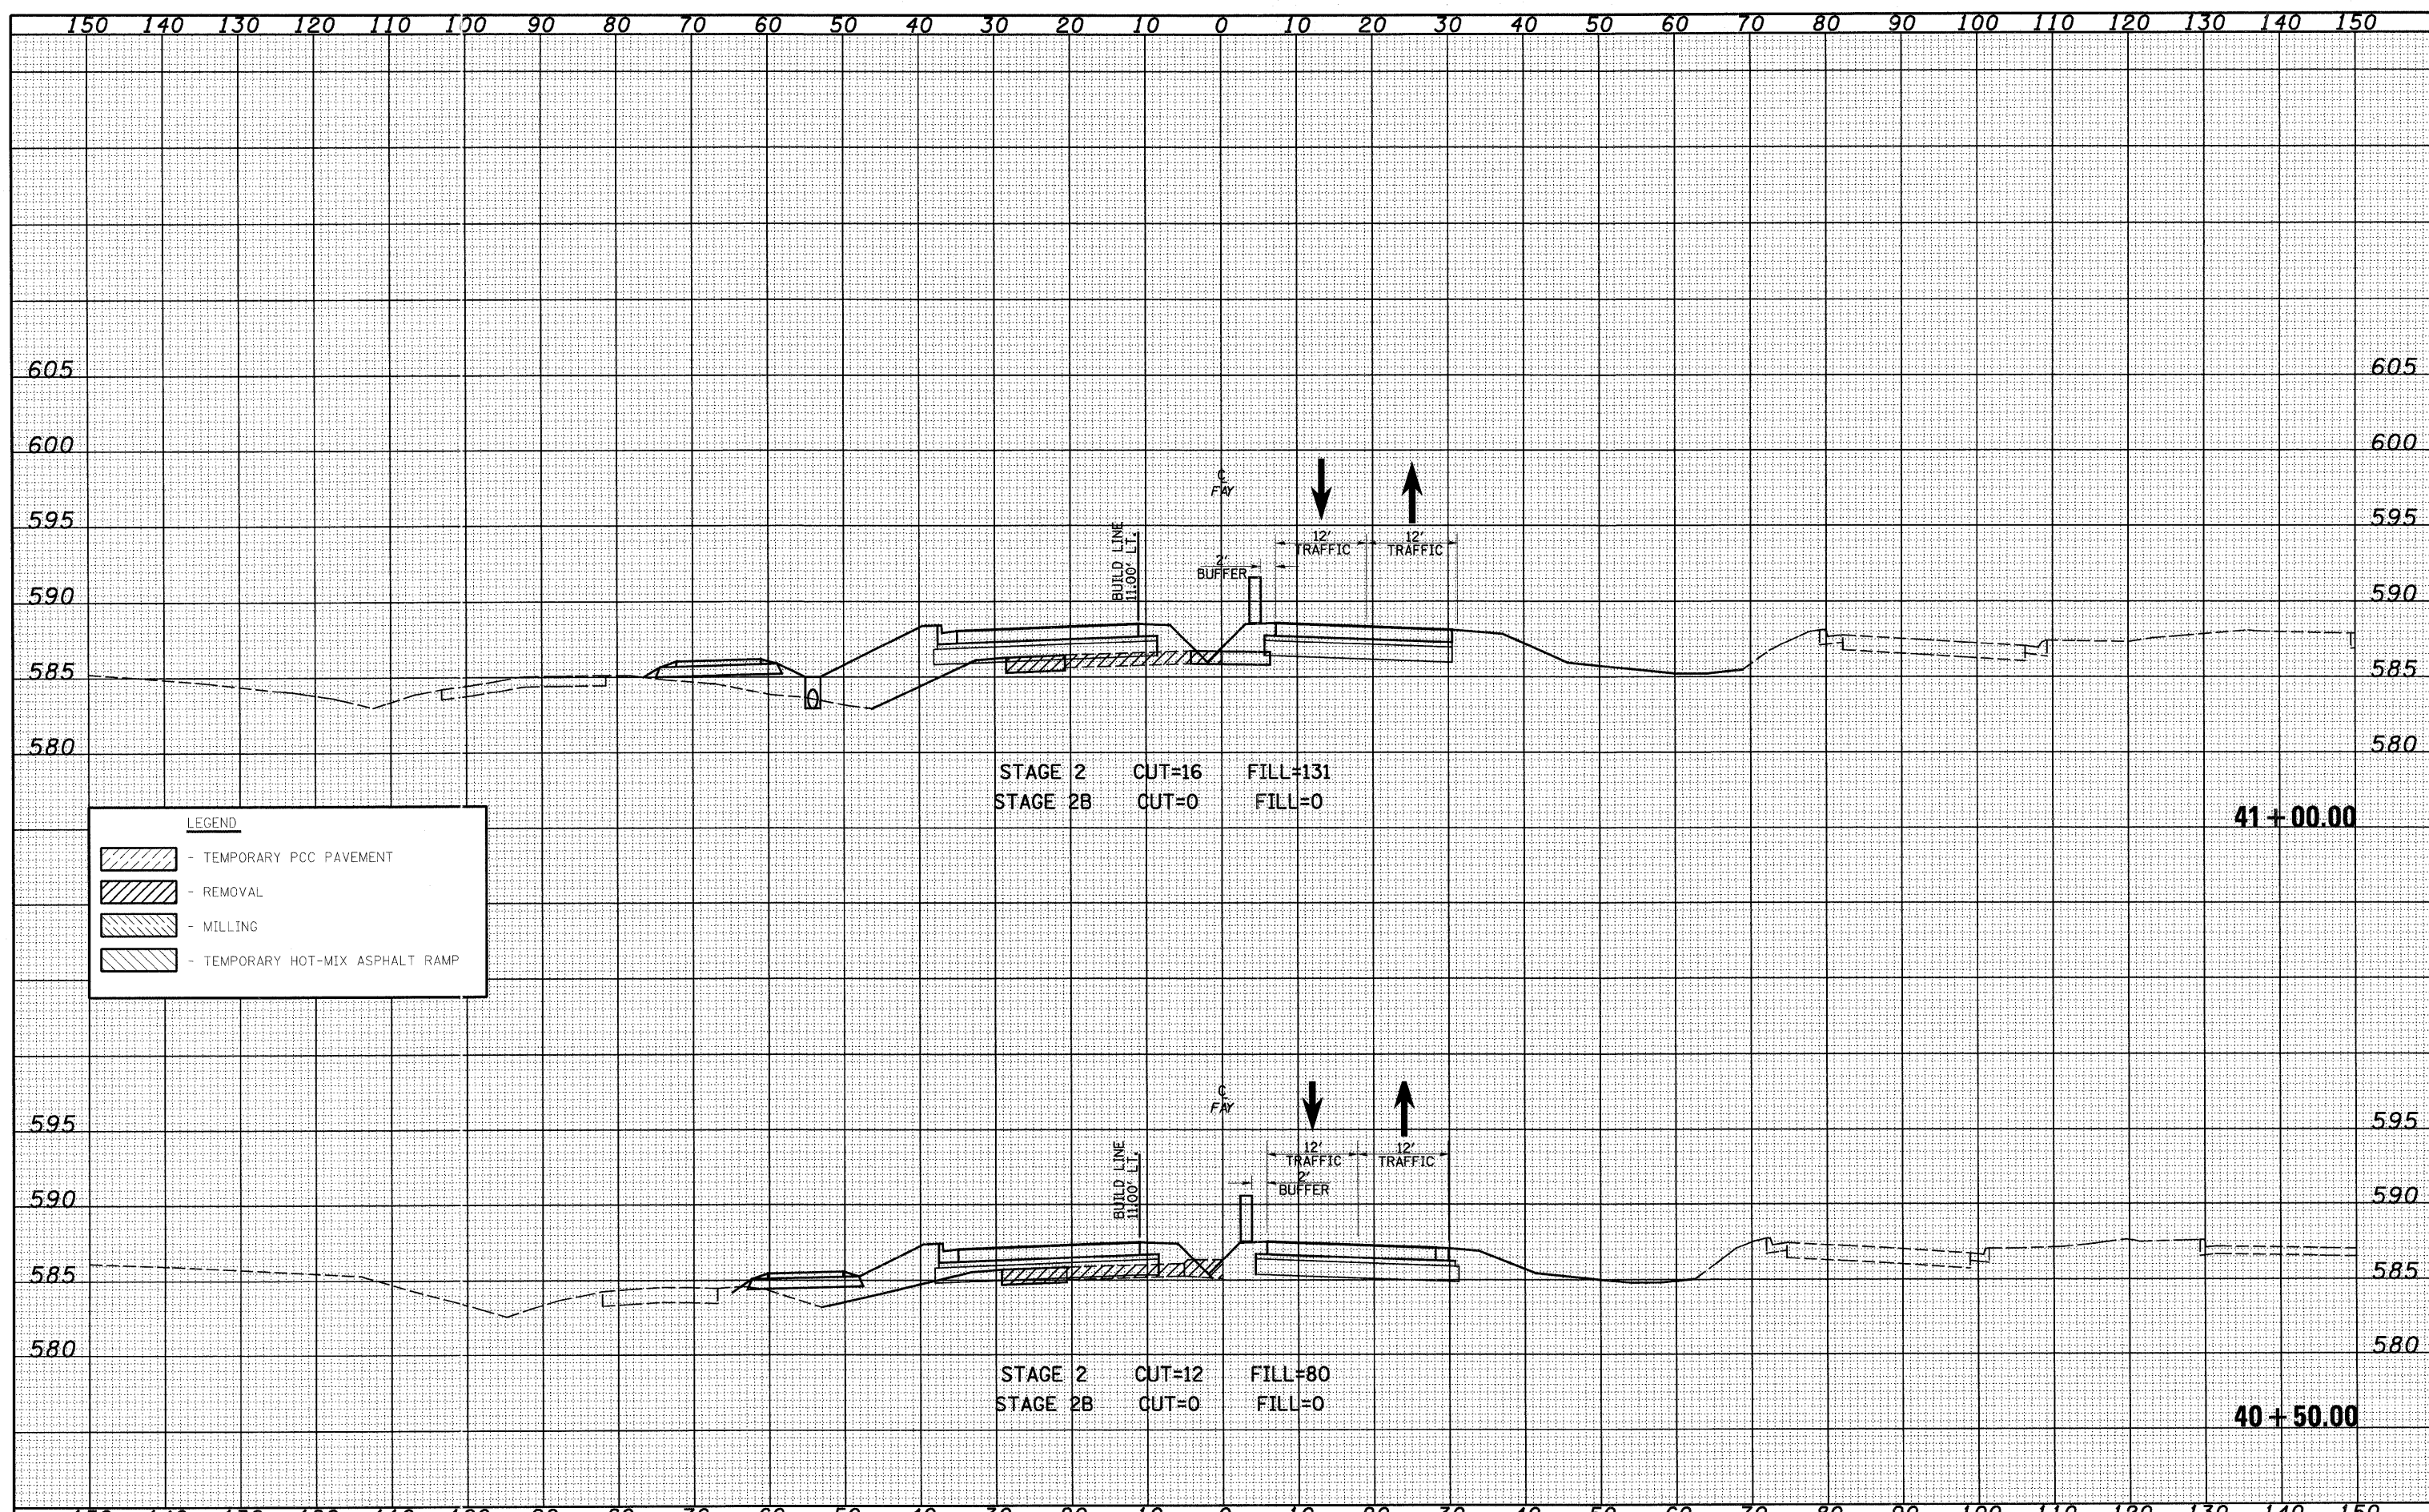 150 140 130 120 110 100 90 80 70 60 50 40 30 20 10 0 10 20 30 40 50 60 70 80 90 100 110 120 130 140 150
605 605
600 600
℄
FAY
595 595
BUILD LINE
11.00' LT.
12'
TRAFFIC
12'
TRAFFIC
2'
BUFFER
590 590
585 585
580 580
STAGE 2 CUT=16 FILL=131
STAGE 2B CUT=0 FILL=0
41+00.00
LEGEND
- TEMPORARY PCC PAVEMENT
- REMOVAL
- MILLING
- TEMPORARY HOT-MIX ASPHALT RAMP
℄
FAY
595 595
BUILD LINE
11.00' LT.
12'
TRAFFIC
12'
TRAFFIC
2'
BUFFER
590 590
585 585
580 580
STAGE 2 CUT=12 FILL=80
STAGE 2B CUT=0 FILL=0
40+50.00